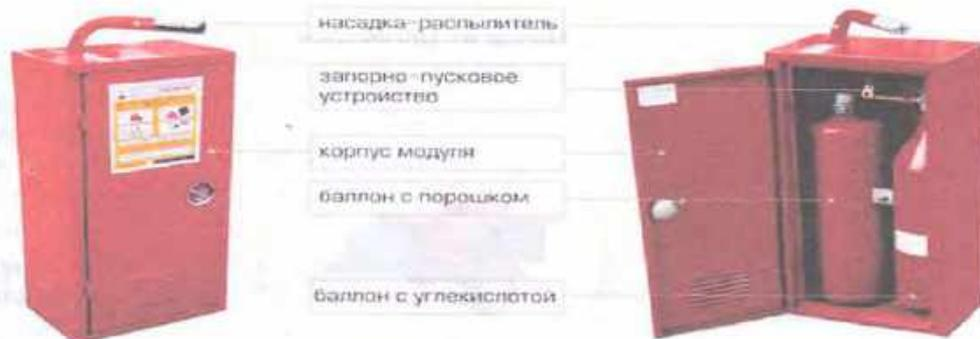 насадка-распылитель
запорно-пусковое
устройство
корпус модуля
баллон с порошком
баллон с углекислотой